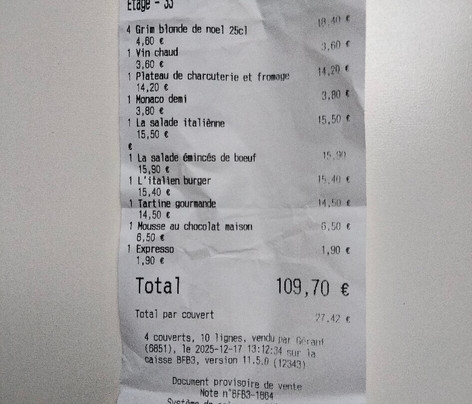 Etage - 33
4 Grim blonde de noel 25cl 18,40 €
4,60 €
1 Vin chaud 3,60 €
3,60 €
1 Plateau de charcuterie et fromage 14,20 €
14,20 €
1 Monaco demi 3,80 €
3,80 €
1 La salade italiènne 15,50 €
15,50 €
€
1 La salade émincés de boeuf 15,90
15,90 €
1 L'italien burger 15,40 €
15,40 €
1 Tartine gourmande 14,50 €
14,50 €
1 Mousse au chocolat maison 6,50 €
6,50 €
1 Expresso 1,90 €
1,90 €
Total 109,70 €
Total par couvert 27,42 €
4 couverts, 10 lignes, vendu par Gérant
(6851), le 2025-12-17 13:12:34 sur la
caisse BFB3, version 11.5.0 (12343)
Document provisoire de vente
Note n°BFB3-1664
Système de